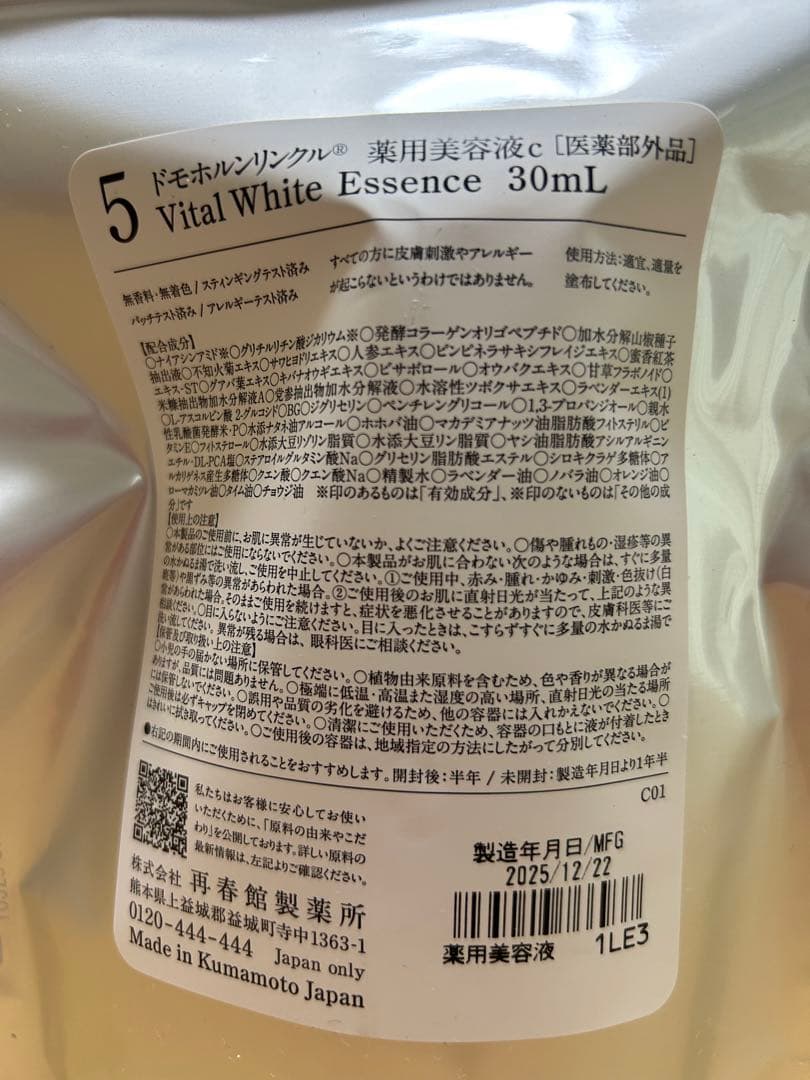 5 ドモホルンリンクル® 薬用美容液c [医薬部外品]
Vital White Essence 30mL
無香料・無着色/スティンギングテスト済み
パッチテスト済み/アレルギーテスト済み
すべての方に皮膚刺激やアレルギー
が起こらないというわけではありません。
使用方法:適宜、適量を
塗布してください。
【配合成分】
○ナイアシンアミド※○グリチルリチン酸ジカリウム※○発酵コラーゲンオリゴペプチド○加水分解山椒種子
抽出液○不知火菊エキス○サワヒヨドリエキス○人参エキス○ピンピネラサキシフレイジエキス○蜜香紅茶
エキス-ST○グアバ葉エキス○キバナオウギエキス○ビサボロール○オウバクエキス○甘草フラボノイド○
米糠抽出物加水分解液A○党参抽出物加水分解液○水溶性ツボクサエキス○ラベンダーエキス(1)
○L-アスコルビン酸 2-グルコシド○BG○ジグリセリン○ペンチレングリコール○1,3-プロパンジオール○親水
性乳酸菌発酵米・P○水添ナタネ油アルコール○ホホバ油○マカデミアナッツ油脂肪酸フィトステリル○ビ
タミンE○フィトステロール○水添大豆リゾリン脂質○水添大豆リン脂質○ヤシ油脂肪酸アシルアルギニン
エチル・DL-PCA塩○ステアロイルグルタミン酸Na○グリセリン脂肪酸エステル○シロキクラゲ多糖体○ア
ルカリゲネス産生多糖体○クエン酸○クエン酸Na○精製水○ラベンダー油○ノバラ油○オレンジ油○
ローマカミツレ油○タイム油○チョウジ油 ※印のあるものは「有効成分」、※印のないものは「その他の成
分」です
【使用上の注意】
○本製品のご使用前に、お肌に異常が生じていないか、よくご注意ください。○傷や腫れもの・湿疹等の異
常がある部位にはご使用にならないでください。○本製品がお肌に合わない次のような場合は、すぐに多量
の水かぬるま湯で洗い流し、ご使用を中止してください。①ご使用中、赤み・腫れ・かゆみ・刺激・色抜け(白
斑等)や黒ずみ等の異常があらわれた場合。②ご使用後のお肌に直射日光が当たって、上記のような異
常があらわれた場合。そのままご使用を続けますと、症状を悪化させることがありますので、皮膚科医等にご
相談ください。○目に入らないようにご注意ください。目に入ったときは、こすらずすぐに多量の水かぬるま湯で
洗い流してください。異常が残る場合は、眼科医にご相談ください。
【保管及び取り扱い上の注意】
○小児の手の届かない場所に保管してください。○植物由来原料を含むため、色や香りが異なる場合が
ありますが、品質には問題ありません。○極端に低温・高温また湿度の高い場所、直射日光の当たる場所
には保管しないでください。○誤用や品質の劣化を避けるため、他の容器には入れかえないでください。○
ご使用後は必ずキャップを閉めてください。○清潔にご使用いただくため、容器の口もとに液が付着したとき
はきれいに拭き取ってください。○ご使用後の容器は、地域指定の方法にしたがって分別してください。
●右記の期間内にご使用されることをおすすめします。開封後:半年 / 未開封:製造年月日より1年半
C01
私たちはお客様に安心してお使い
いただくために、「原料の由来やこだ
わり」を公開しております。詳しい原料の
最新情報は、左記よりご確認ください。
株式会社 再春館製薬所
熊本県上益城郡益城町寺中1363-1
0120-444-444 Japan only
Made in Kumamoto Japan
製造年月日/MFG
2025/12/22
薬用美容液 1LE3